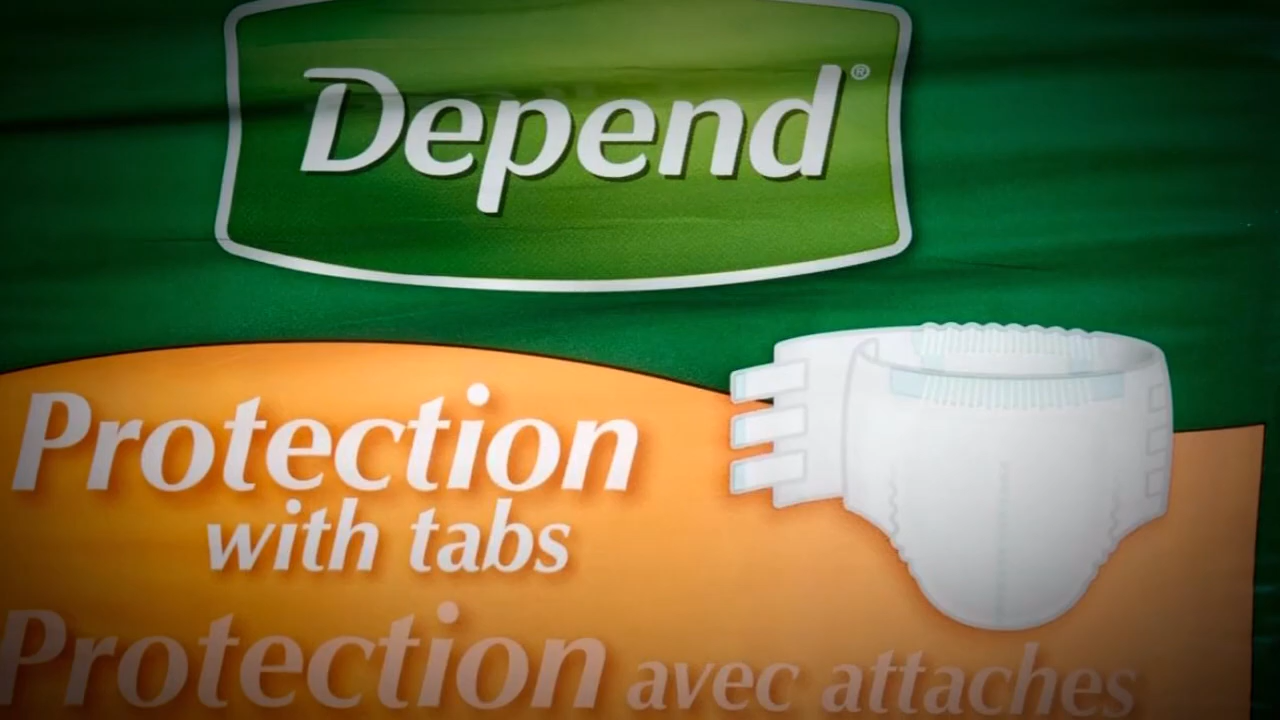 Depend®
Protection
with tabs
Protection avec attaches